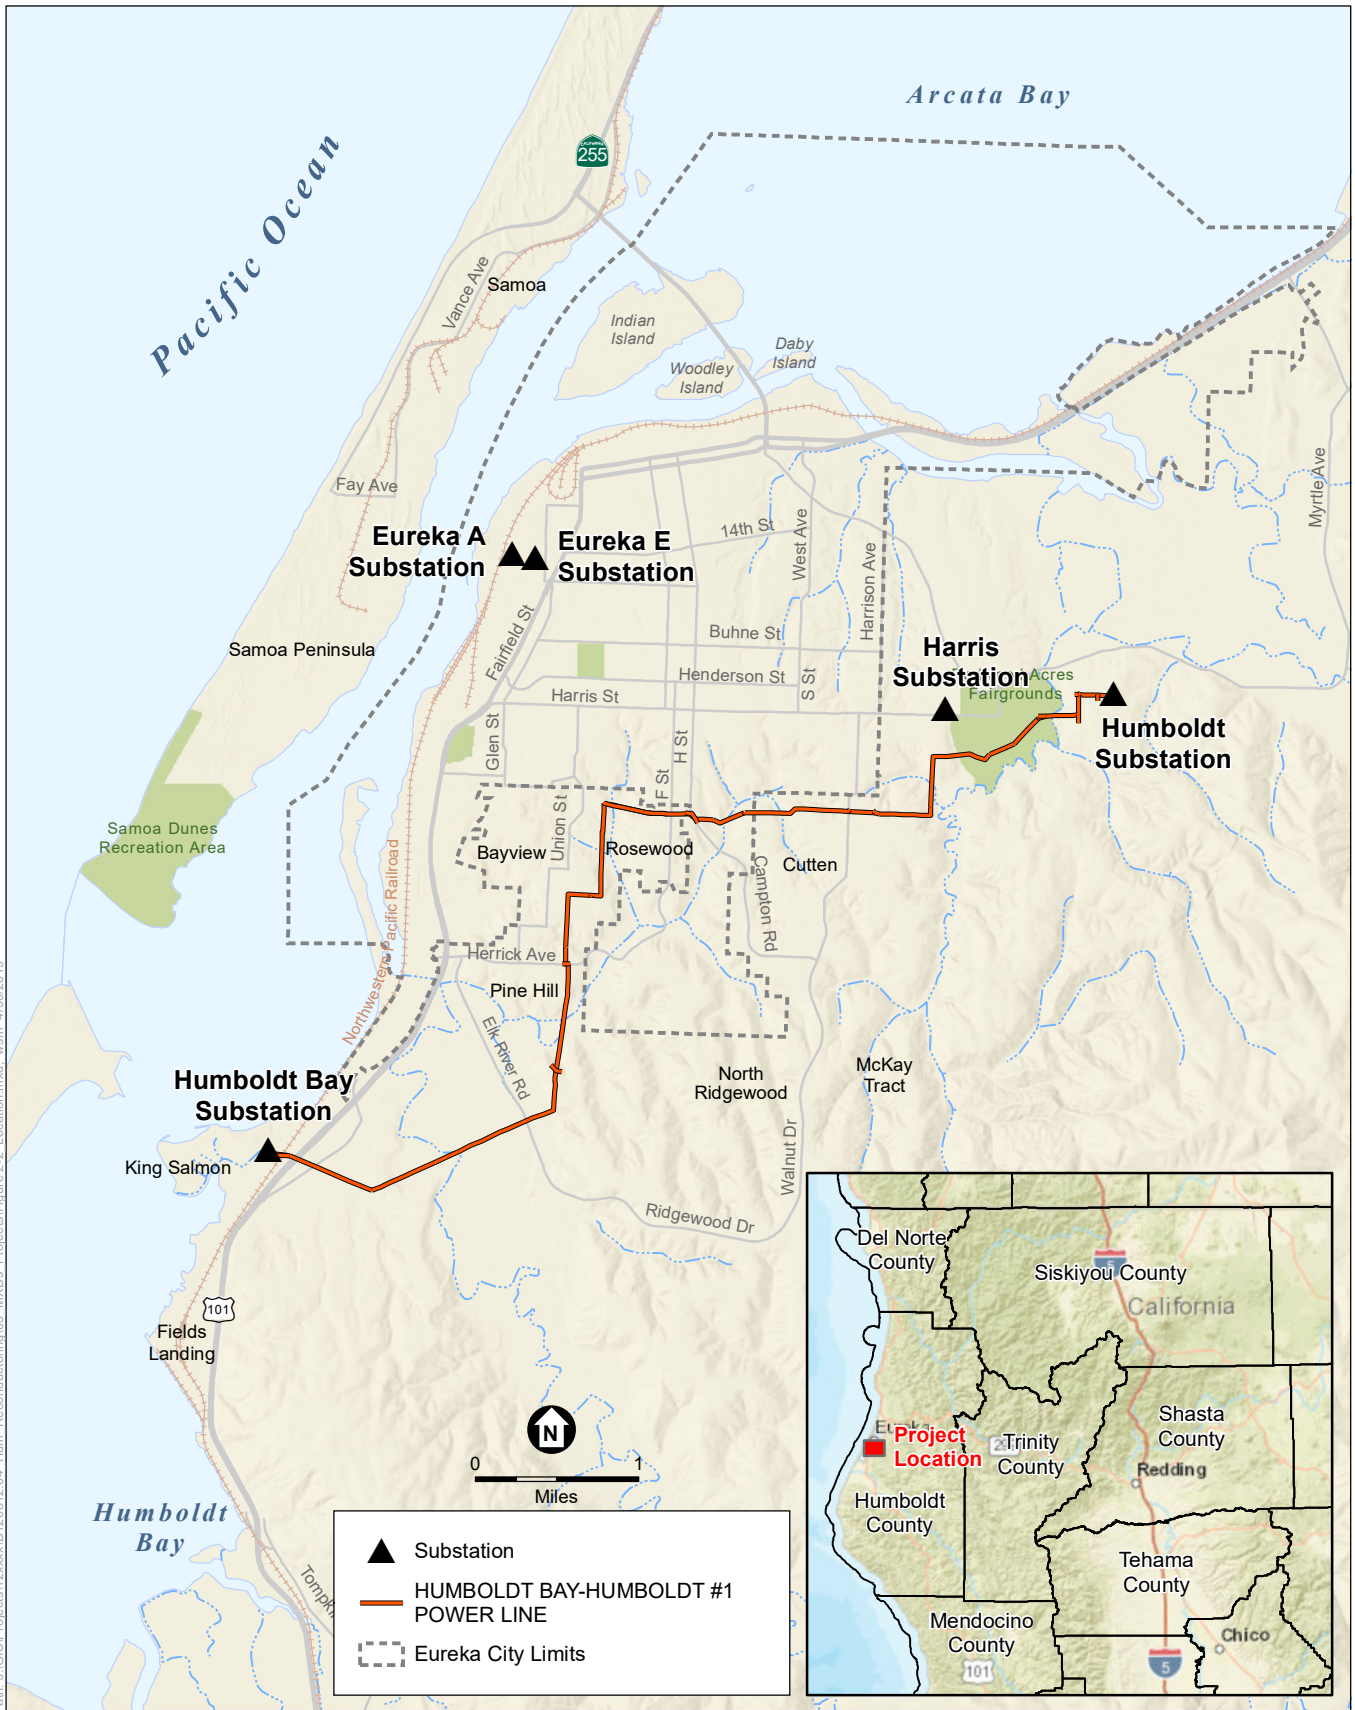 Arcata Bay
Pacific Ocean
CALIFORNIA
255
Vance Ave
Samoa
Indian
Island
Daby
Island
Woodley
Island
Fay Ave
Myrtle Ave
14th St
West Ave
Harrison Ave
Eureka A
Substation
Eureka E
Substation
Fairfield St
Buhne St
Samoa Peninsula
Henderson St
S St
Harris St
Harris
Substation
Acres
Fairgrounds
Humboldt
Substation
Glen St
H St
F St
Union St
Samoa Dunes
Recreation Area
Bayview
Rosewood
Cutten
Campton Rd
Northwestern Pacific Railroad
Herrick Ave
Pine Hill
Elk River Rd
North
Ridgewood
McKay
Tract
Humboldt Bay
Substation
King Salmon
Walnut Dr
Ridgewood Dr
101
Fields
Landing
N
0 1
Miles
Humboldt
Bay
Substation
HUMBOLDT BAY-HUMBOLDT #1
POWER LINE
Eureka City Limits
Del Norte
County
Siskiyou County
5
California
Shasta
County
Eureka
Project
Location
Trinity
County
Redding
Humboldt
County
Tehama
County
Mendocino
County
Chico
101
5